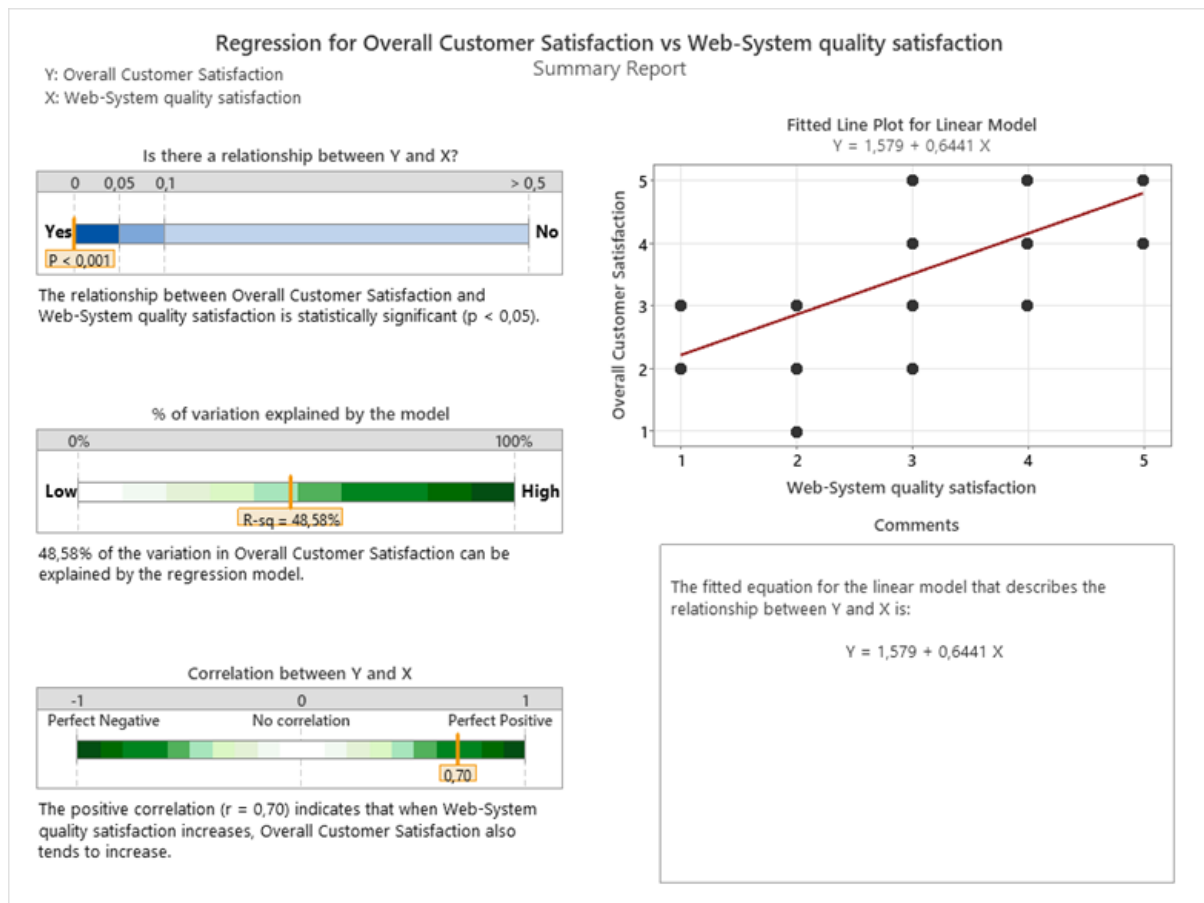 Regression for Overall Customer Satisfaction vs Web-System quality satisfaction
Summary Report
Y: Overall Customer Satisfaction
X: Web-System quality satisfaction
Is there a relationship between Y and X?
0 0,05 0,1 > 0,5
Yes No
P < 0,001
The relationship between Overall Customer Satisfaction and
Web-System quality satisfaction is statistically significant (p < 0,05).
% of variation explained by the model
0% 100%
Low High
R-sq = 48,58%
48,58% of the variation in Overall Customer Satisfaction can be
explained by the regression model.
Correlation between Y and X
-1 0 1
Perfect Negative No correlation Perfect Positive
0,70
The positive correlation (r = 0,70) indicates that when Web-System
quality satisfaction increases, Overall Customer Satisfaction also
tends to increase.
Fitted Line Plot for Linear Model
Y = 1,579 + 0,6441 X
Overall Customer Satisfaction
5
4
3
2
1
1 2 3 4 5
Web-System quality satisfaction
Comments
The fitted equation for the linear model that describes the
relationship between Y and X is:
Y = 1,579 + 0,6441 X